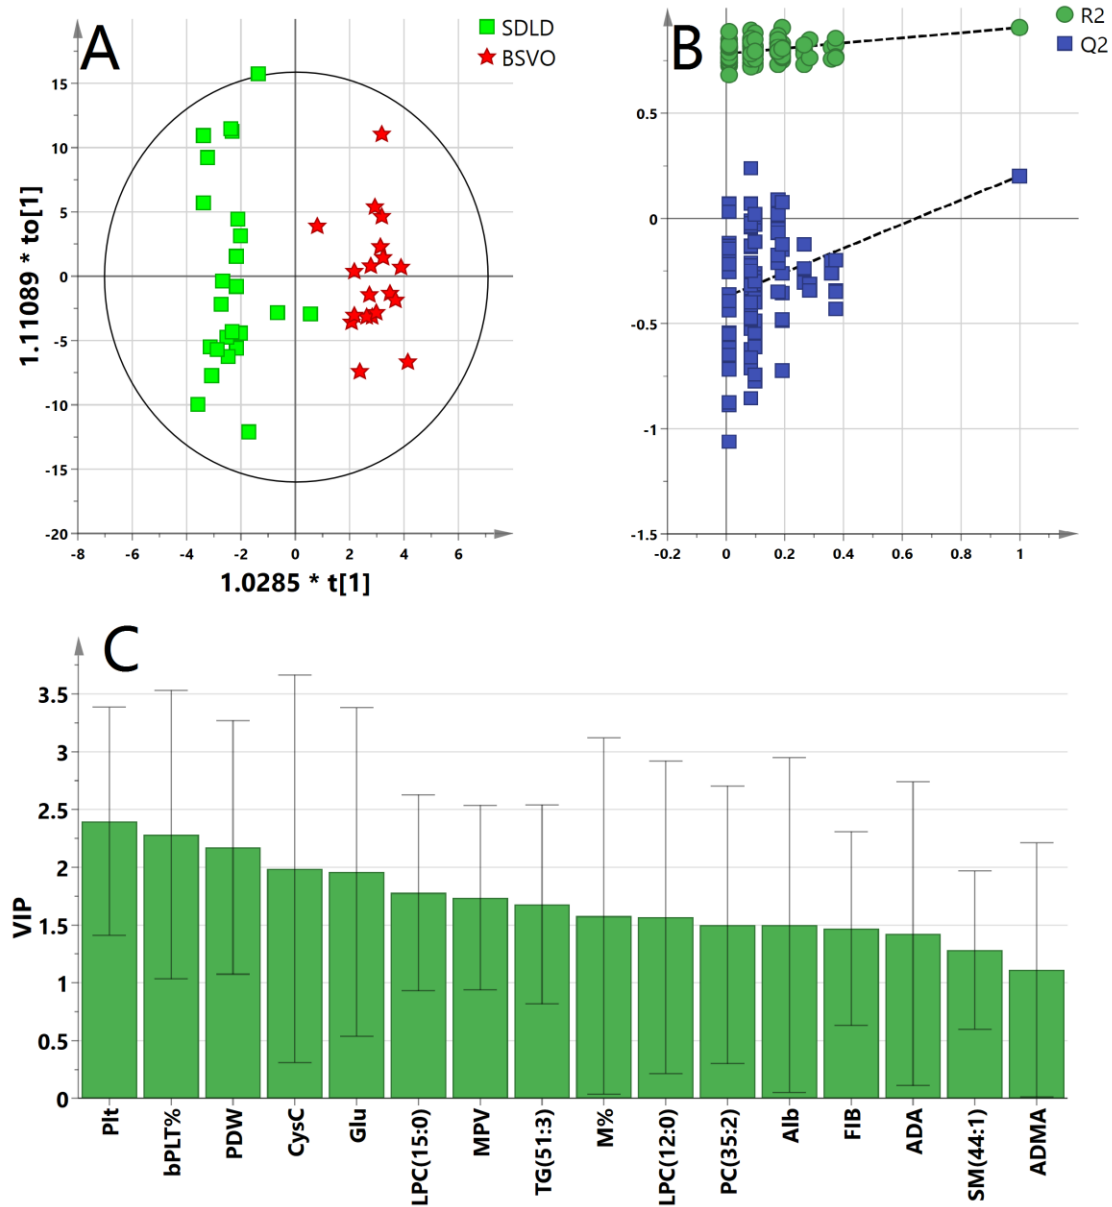 A
SDLD
BSVO
15
10
5
0
-5
-10
-15
-20
-8
-6
-4
-2
0
2
4
6
1.11089 * to[1]
1.0285 * t[1]
B
R2
Q2
0.5
0
-0.5
-1
-1.5
-0.2
0
0.2
0.4
0.6
0.8
1
C
3.5
3
2.5
2
1.5
1
0.5
0
VIP
Plt
bPLT%
PDW
CysC
Glu
LPC(15:0)
MPV
TG(51:3)
M%
LPC(12:0)
PC(35:2)
Alb
FIB
ADA
SM(44:1)
ADMA